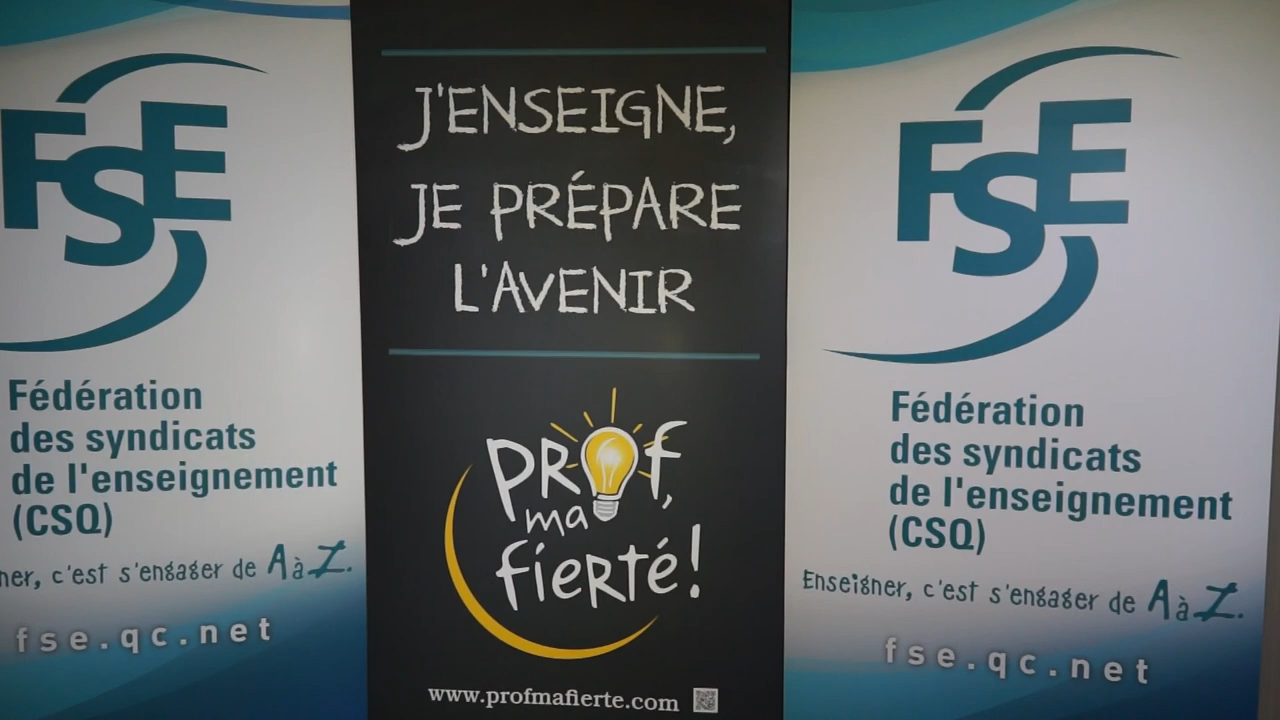 FSE
Fédération
des syndicats
de l'enseignement
(CSQ)
c'est s'engager de A à Z.
fse.qc.net
J'ENSEIGNE,
JE PRÉPARE
L'AVENIR
PROf,
ma
fierté!
www.profmafierte.com
FSE
Fédération
des syndicats
de l'enseignement
(CSQ)
Enseigner, c'est s'engager de A à Z.
fse.qc.net